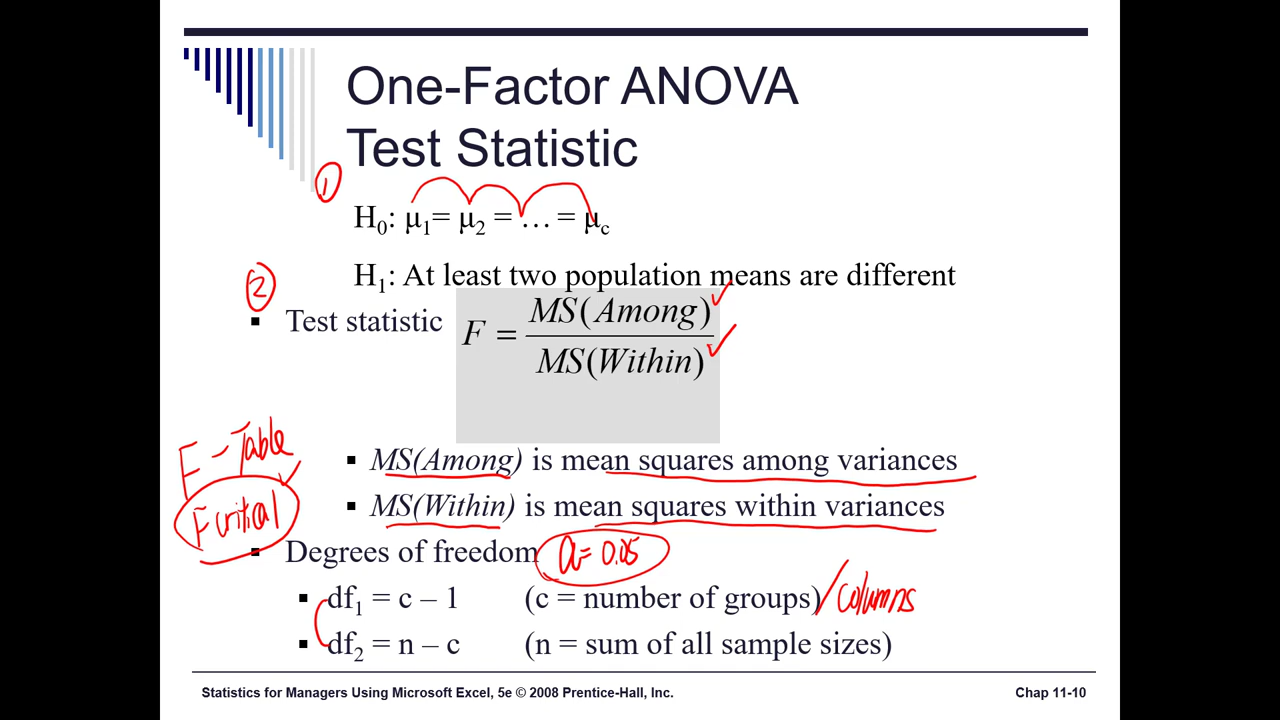 One-Factor ANOVA
Test Statistic
①
H₀: μ₁= μ₂ = … = μc
②
H₁: At least two population means are different
▪ Test statistic F = MS(Among) / MS(Within)
F-Table
▪ MS(Among) is mean squares among variances
▪ MS(Within) is mean squares within variances
F critial
▪ Degrees of freedom a = 0.05
▪ df₁ = c – 1 (c = number of groups) / columns
▪ df₂ = n – c (n = sum of all sample sizes)
Statistics for Managers Using Microsoft Excel, 5e © 2008 Prentice-Hall, Inc. Chap 11-10